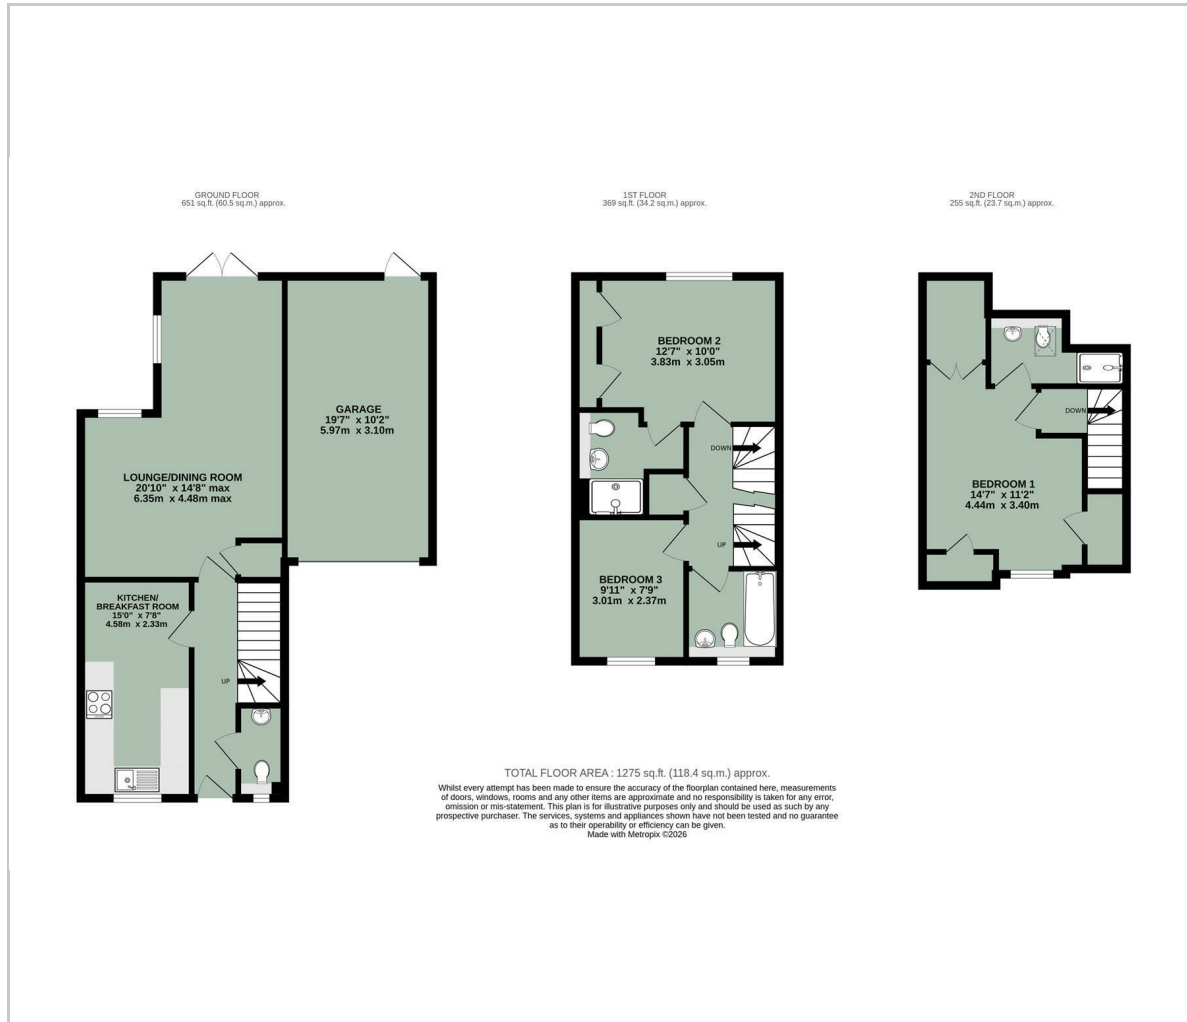 GROUND FLOOR
651 sq.ft. (60.5 sq.m.) approx.
1ST FLOOR
369 sq.ft. (34.2 sq.m.) approx.
2ND FLOOR
255 sq.ft. (23.7 sq.m.) approx.
LOUNGE/DINING ROOM
20'10" x 14'8" max
6.35m x 4.48m max
GARAGE
19'7" x 10'2"
5.97m x 3.10m
KITCHEN/
BREAKFAST ROOM
15'0" x 7'8"
4.58m x 2.33m
UP
BEDROOM 2
12'7" x 10'0"
3.83m x 3.05m
DOWN
UP
BEDROOM 3
9'11" x 7'9"
3.01m x 2.37m
DOWN
BEDROOM 1
14'7" x 11'2"
4.44m x 3.40m
TOTAL FLOOR AREA : 1275 sq.ft. (118.4 sq.m.) approx.
Whilst every attempt has been made to ensure the accuracy of the floorplan contained here, measurements
of doors, windows, rooms and any other items are approximate and no responsibility is taken for any error,
omission or mis-statement. This plan is for illustrative purposes only and should be used as such by any
prospective purchaser. The services, systems and appliances shown have not been tested and no guarantee
as to their operability or efficiency can be given.
Made with Metropix ©2026